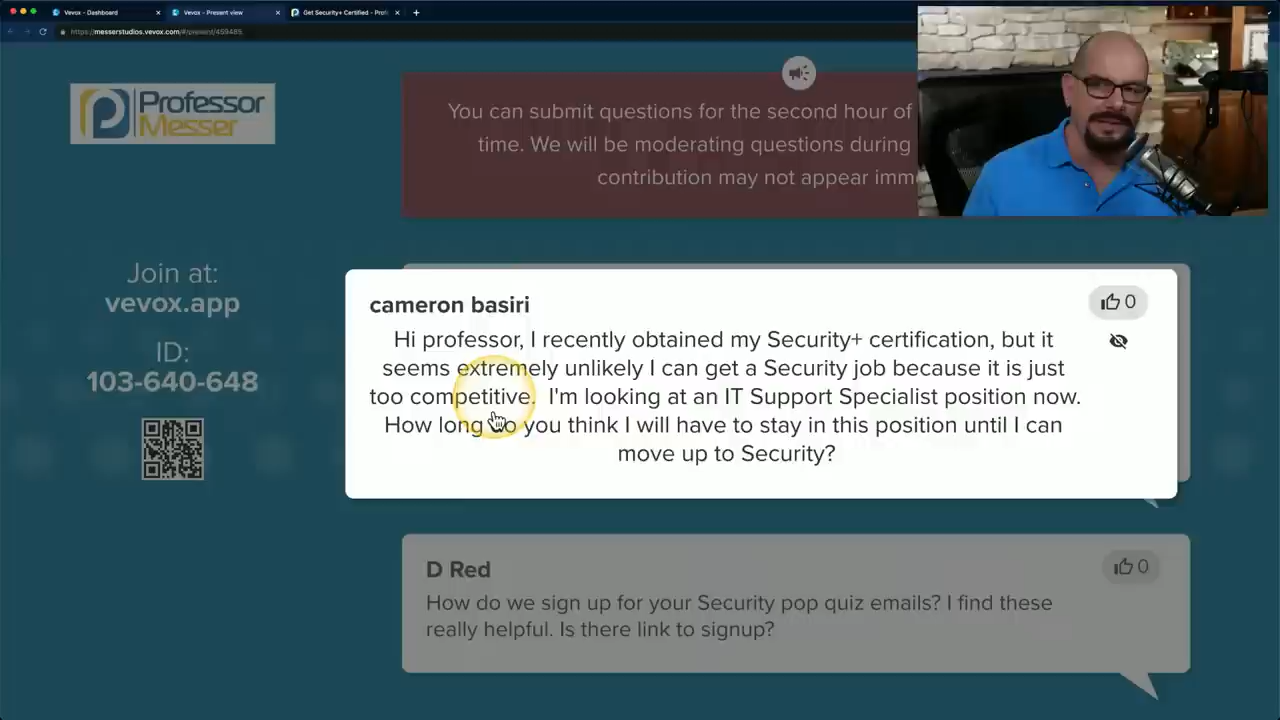 Vevox - Dashboard
Vevox - Present view
Get Security+ Certified - Prof
https://messerstudios.vevox.com/#/present/459485
Professor
Messer
You can submit questions for the second hour of
time. We will be moderating questions during
contribution may not appear imm
Join at:
vevox.app
ID:
103-640-648
cameron basiri
0
Hi professor, I recently obtained my Security+ certification, but it
seems extremely unlikely I can get a Security job because it is just
too competitive. I'm looking at an IT Support Specialist position now.
How long do you think I will have to stay in this position until I can
move up to Security?
D Red
0
How do we sign up for your Security pop quiz emails? I find these
really helpful. Is there link to signup?